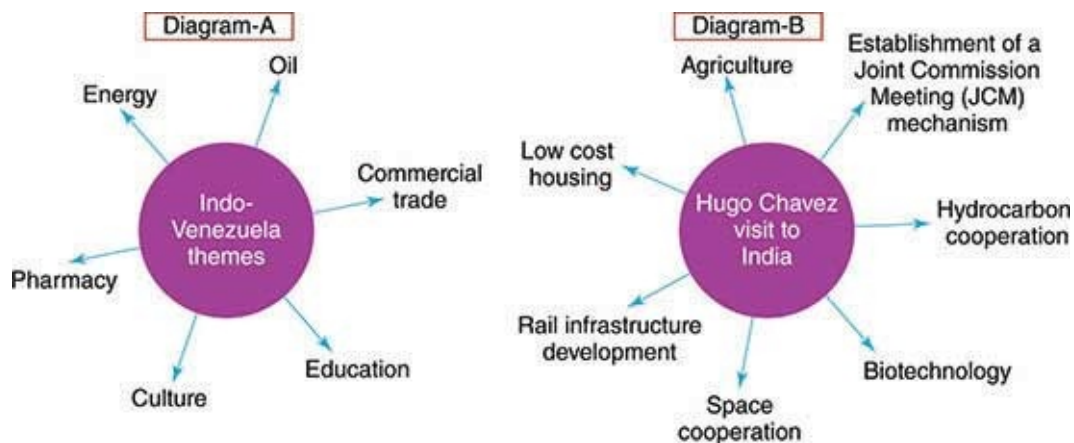 Diagram-A
Oil
Energy
Commercial
trade
Indo-
Venezuela
themes
Pharmacy
Education
Culture
Diagram-B
Establishment of a
Joint Commission
Meeting (JCM)
mechanism
Agriculture
Low cost
housing
Hugo Chavez
visit to
India
Hydrocarbon
cooperation
Rail infrastructure
development
Biotechnology
Space
cooperation